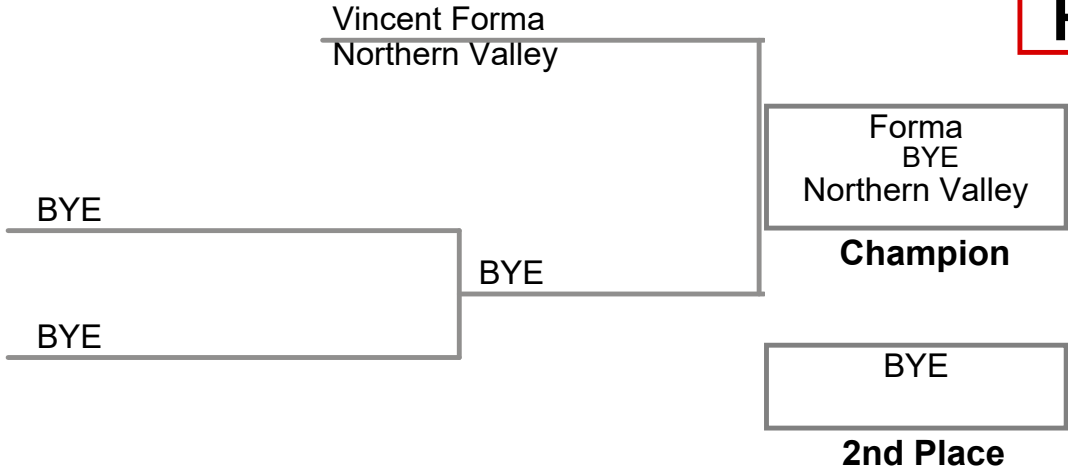 Vincent Forma
Northern Valley
Forma
BYE
Northern Valley
Champion
BYE
BYE
BYE
BYE
2nd Place